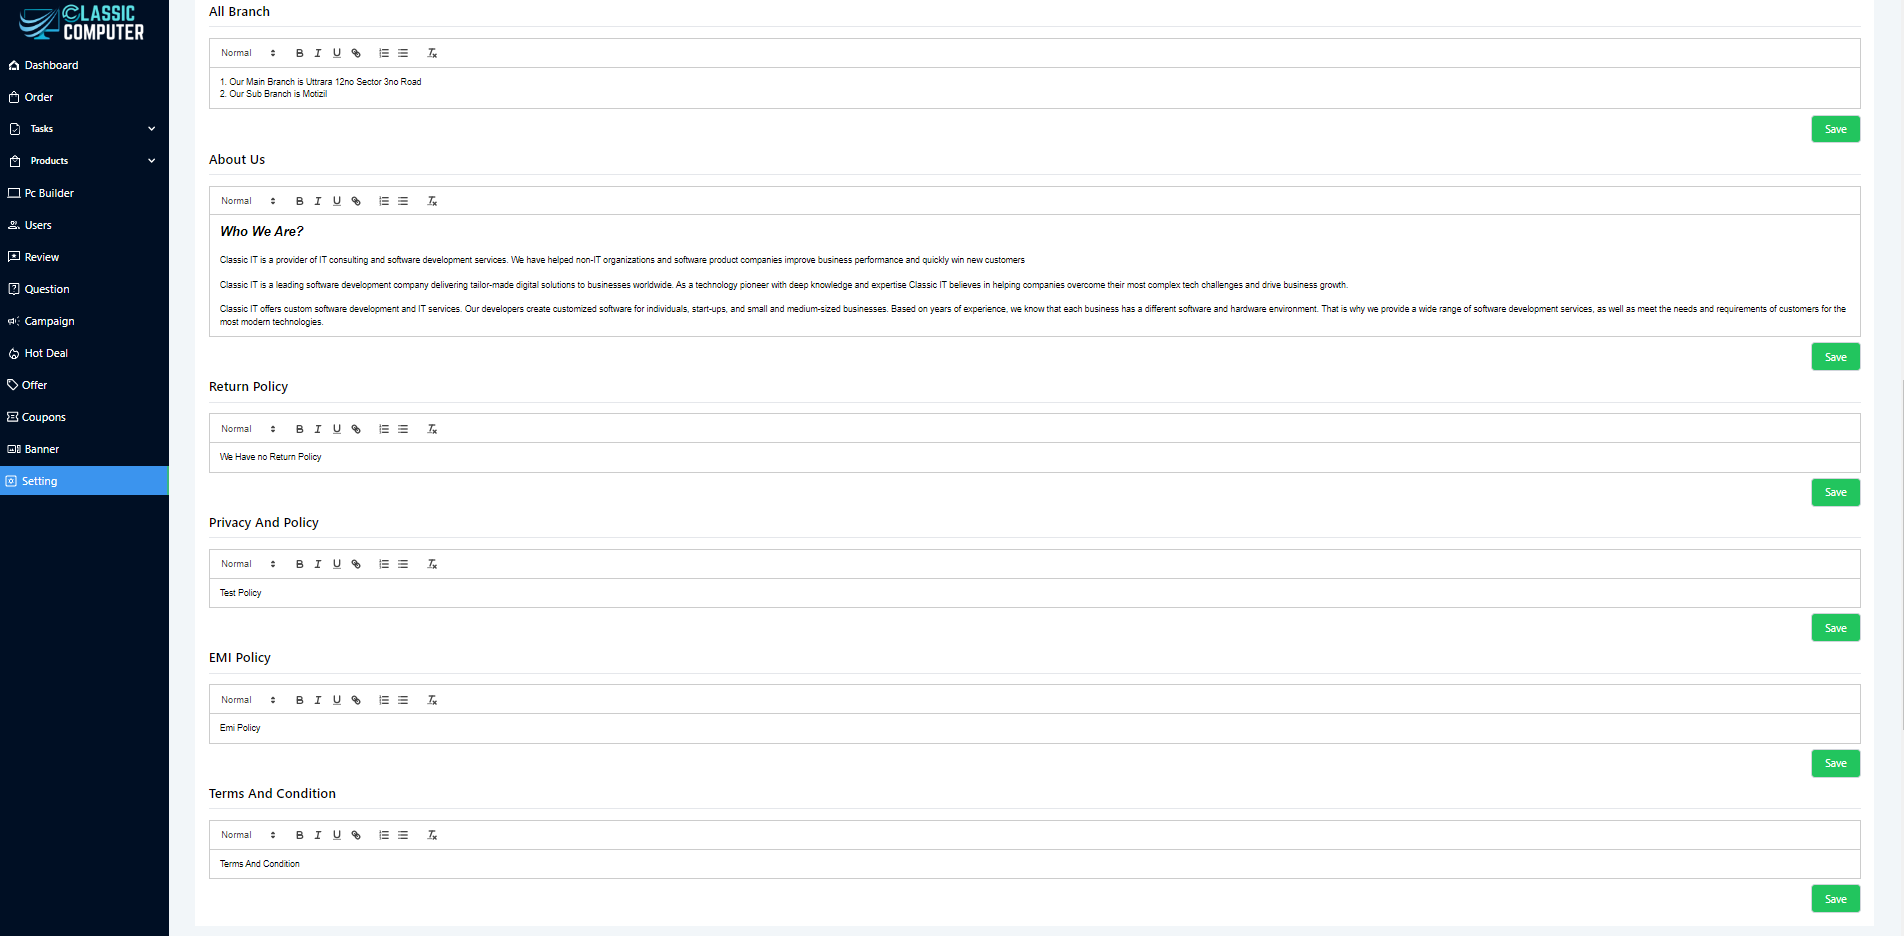 CLASSIC
COMPUTER
Dashboard
Order
Tasks
Products
Pc Builder
Users
Review
Question
Campaign
Hot Deal
Offer
Coupons
Banner
Setting
All Branch
Normal
1. Our Main Branch is Uttrara 12no Sector 3no Road
2. Our Sub Branch is Motizil
Save
About Us
Normal
Who We Are?
Classic IT is a provider of IT consulting and software development services. We have helped non-IT organizations and software product companies improve business performance and quickly win new customers
Classic IT is a leading software development company delivering tailor-made digital solutions to businesses worldwide. As a technology pioneer with deep knowledge and expertise Classic IT believes in helping companies overcome their most complex tech challenges and drive business growth.
Classic IT offers custom software development and IT services. Our developers create customized software for individuals, start-ups, and small and medium-sized businesses. Based on years of experience, we know that each business has a different software and hardware environment. That is why we provide a wide range of software development services, as well as meet the needs and requirements of customers for the
most modern technologies.
Save
Return Policy
Normal
We Have no Return Policy
Save
Privacy And Policy
Normal
Test Policy
Save
EMI Policy
Normal
Emi Policy
Save
Terms And Condition
Normal
Terms And Condition
Save